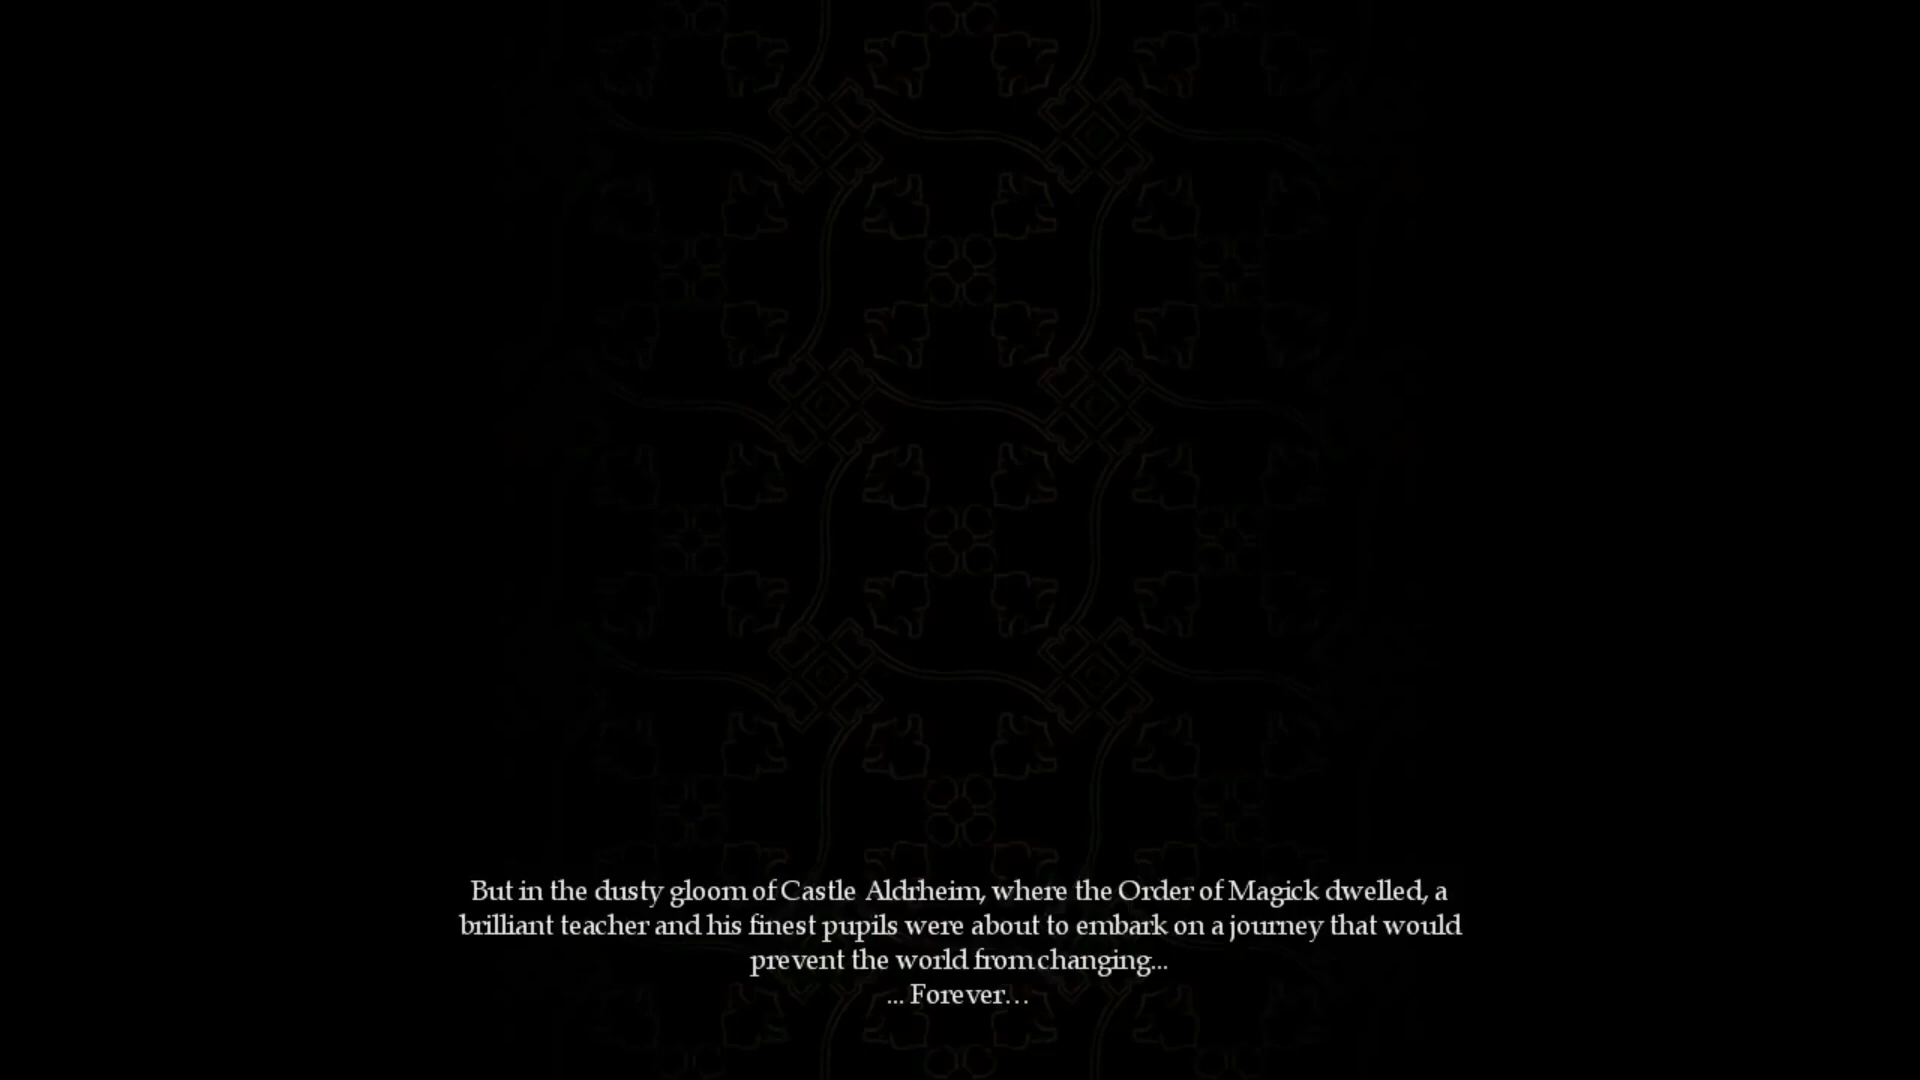 But in the dusty gloom of Castle Aldrheim, where the Order of Magick dwelled, a
brilliant teacher and his finest pupils were about to embark on a journey that would
prevent the world from changing...
... Forever...